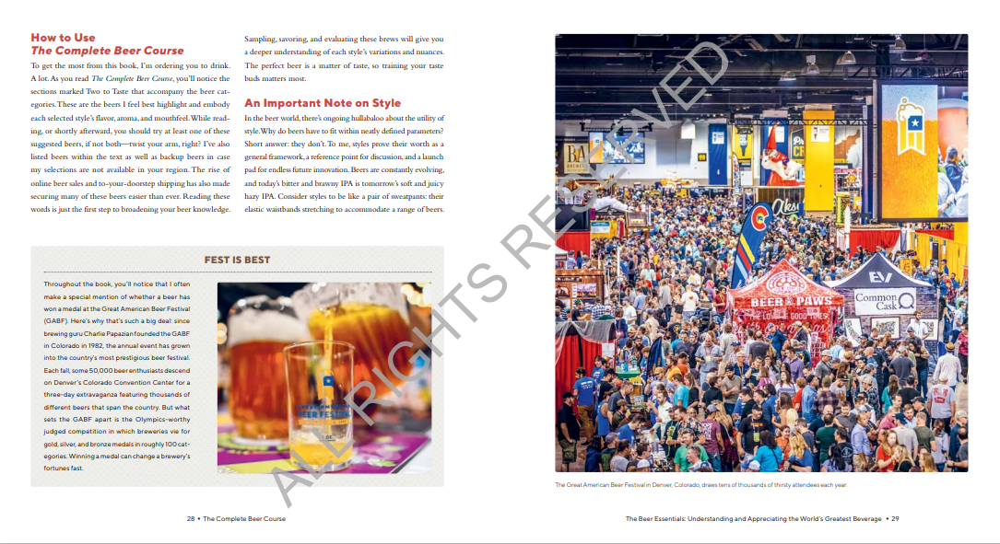 How to Use
The Complete Beer Course
To get the most from this book, I'm ordering you to drink.
A lot. As you read The Complete Beer Course, you'll notice the
sections marked Two to Taste that accompany the beer cat-
egories. These are the beers I feel best highlight and embody
each selected style's flavor, aroma, and mouthfeel. While read-
ing, or shortly afterward, you should try at least one of these
suggested beers, if not both—twist your arm, right? I've also
listed beers within the text as well as backup beers in case
my selections are not available in your region. The rise of
online beer sales and to-your-doorstep shipping has also made
securing many of these beers easier than ever. Reading these
words is just the first step to broadening your beer knowledge.
Sampling, savoring, and evaluating these brews will give you
a deeper understanding of each style's variations and nuances.
The perfect beer is a matter of taste, so training your taste
buds matters most.
An Important Note on Style
In the beer world, there's ongoing hullabaloo about the utility of
style. Why do beers have to fit within neatly defined parameters?
Short answer: they don't. To me, styles prove their worth as a
general framework, a reference point for discussion, and a launch
pad for endless future innovation. Beers are constantly evolving,
and today's bitter and brawny IPA is tomorrow's soft and juicy
hazy IPA. Consider styles to be like a pair of sweatpants: their
elastic waistbands stretching to accommodate a range of beers.
FEST IS BEST
Throughout the book, you'll notice that I often
make a special mention of whether a beer has
won a medal at the Great American Beer Festival
(GABF). Here's why that's such a big deal: since
brewing guru Charlie Papazian founded the GABF
in Colorado in 1982, the annual event has grown
into the country's most prestigious beer festival.
Each fall, some 50,000 beer enthusiasts descend
on Denver's Colorado Convention Center for a
three-day extravaganza featuring thousands of
different beers that span the country. But what
sets the GABF apart is the Olympics-worthy
judged competition in which breweries vie for
gold, silver, and bronze medals in roughly 100 cat-
egories. Winning a medal can change a brewery's
fortunes fast.
BEER FESTIVAL
28 • The Complete Beer Course
BA
Aksi
BEER PAWS
FOR THE LOVE OF GOOD TIMES
EV
Common
Cask
The Great American Beer Festival in Denver, Colorado, draws tens of thousands of thirsty attendees each year.
The Beer Essentials: Understanding and Appreciating the World's Greatest Beverage • 29
ALL RIGHTS RESERVED